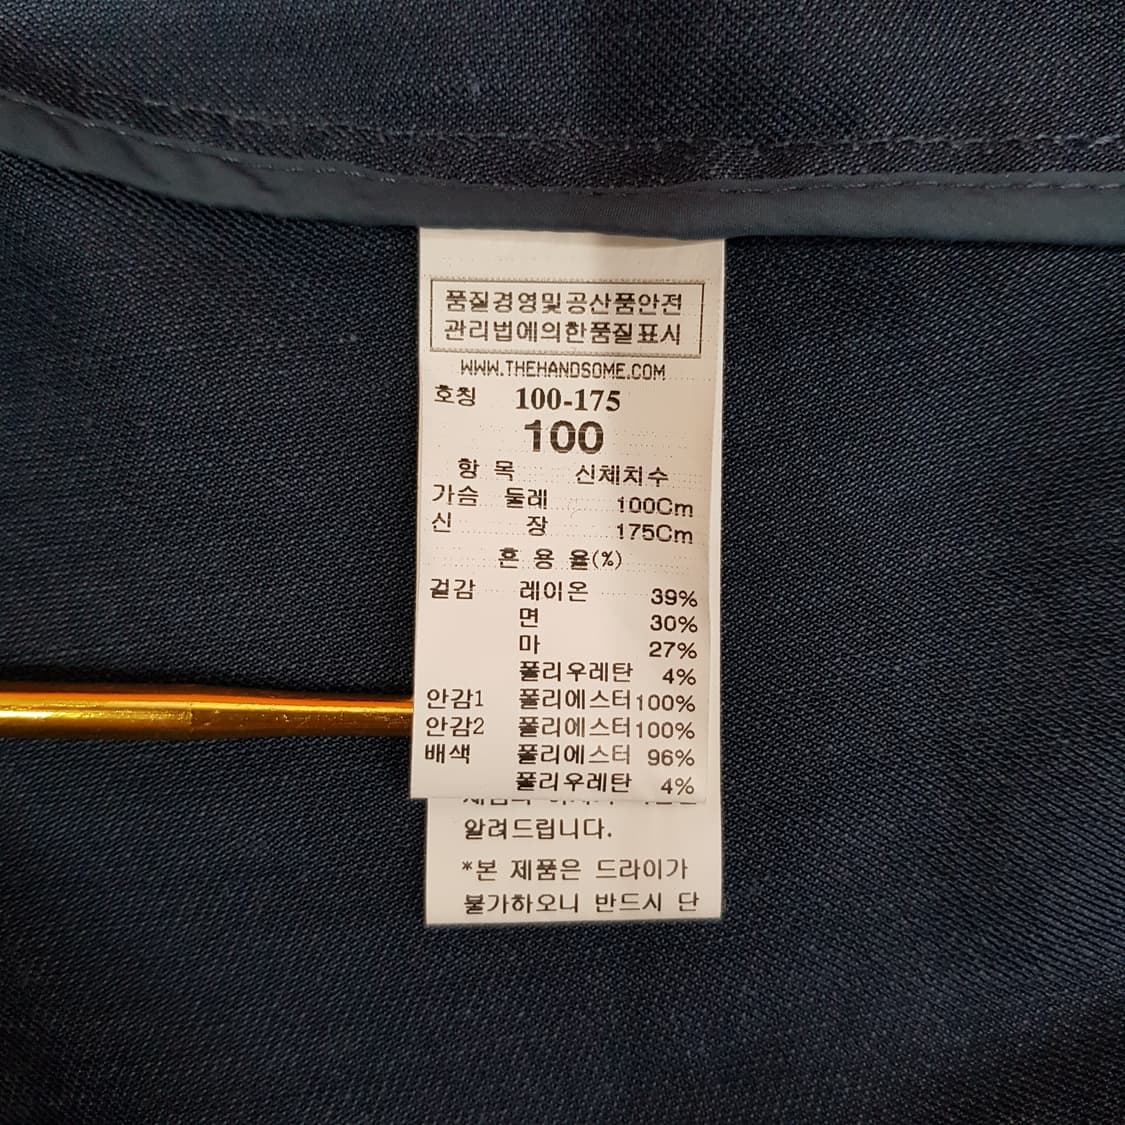 품질경영및공산품안전
관리법에의한품질표시
WWW.THEHANDSOME.COM
호칭 100-175
100
항 목 신체치수
가슴 둘레 100Cm
신 장 175Cm
혼 용 율(%)
겉감 레이온 39%
면 30%
마 27%
폴리우레탄 4%
안감1 폴리에스터 100%
안감2 폴리에스터 100%
배색 폴리에스터 96%
폴리우레탄 4%
알려드립니다.
*본 제품은 드라이가
불가하오니 반드시 단